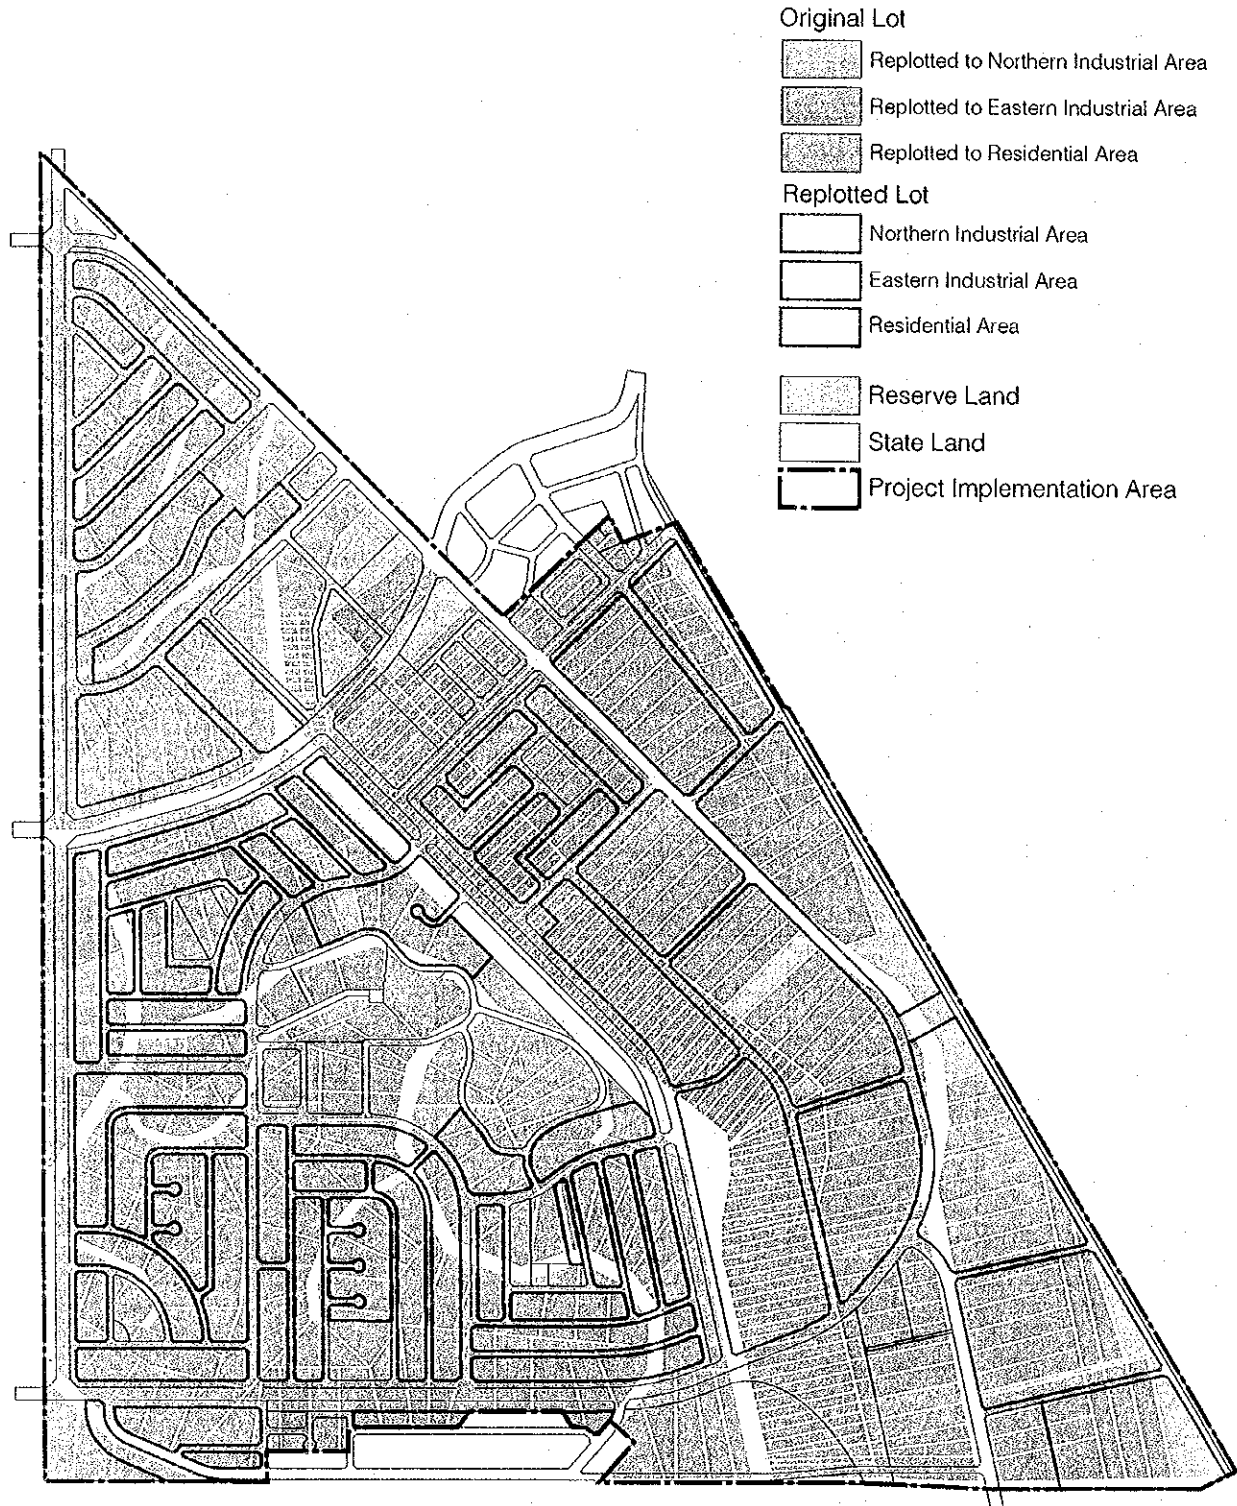 Original Lot
Replotted to Northern Industrial Area
Replotted to Eastern Industrial Area
Replotted to Residential Area
Replotted Lot
Northern Industrial Area
Eastern Industrial Area
Residential Area
Reserve Land
State Land
Project Implementation Area